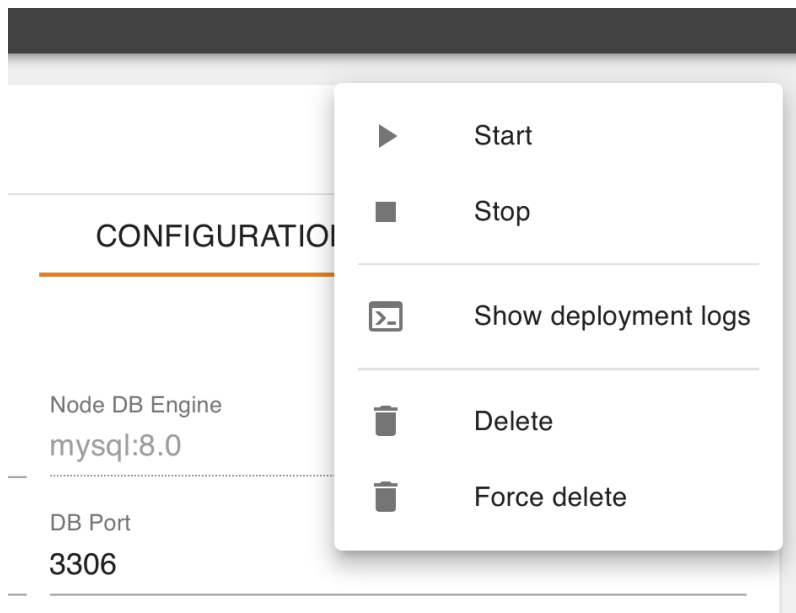 Start
Stop
CONFIGURATIO
Show deployment logs
Node DB Engine
mysql:8.0
Delete
Force delete
DB Port
3306